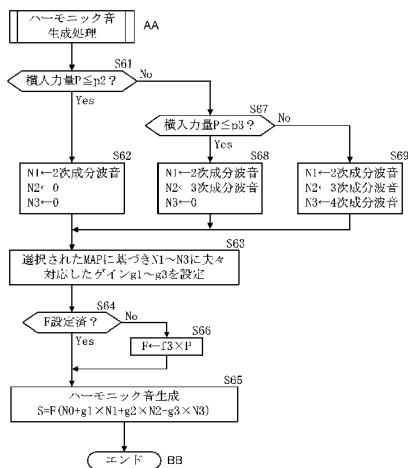 ハーモニック音
生成処理
AA
S61
横入力量P≦p2？
No
Yes
S67
横入力量P≦p3？
No
Yes
S62
N1←2次成分波音
N2←0
N3←0
S68
N1←2次成分波音
N2←3次成分波音
N3←0
S69
N1←2次成分波音
N2←3次成分波音
N3←4次成分波音
S63
選択されたMAPに基づきN1～N3に夫々
対応したゲインg1～g3を設定
S64
F設定済？
No
Yes
S66
F←f3×P
S65
ハーモニック音生成
S=F(N0+g1×N1+g2×N2+g3×N3)
エンド
BB